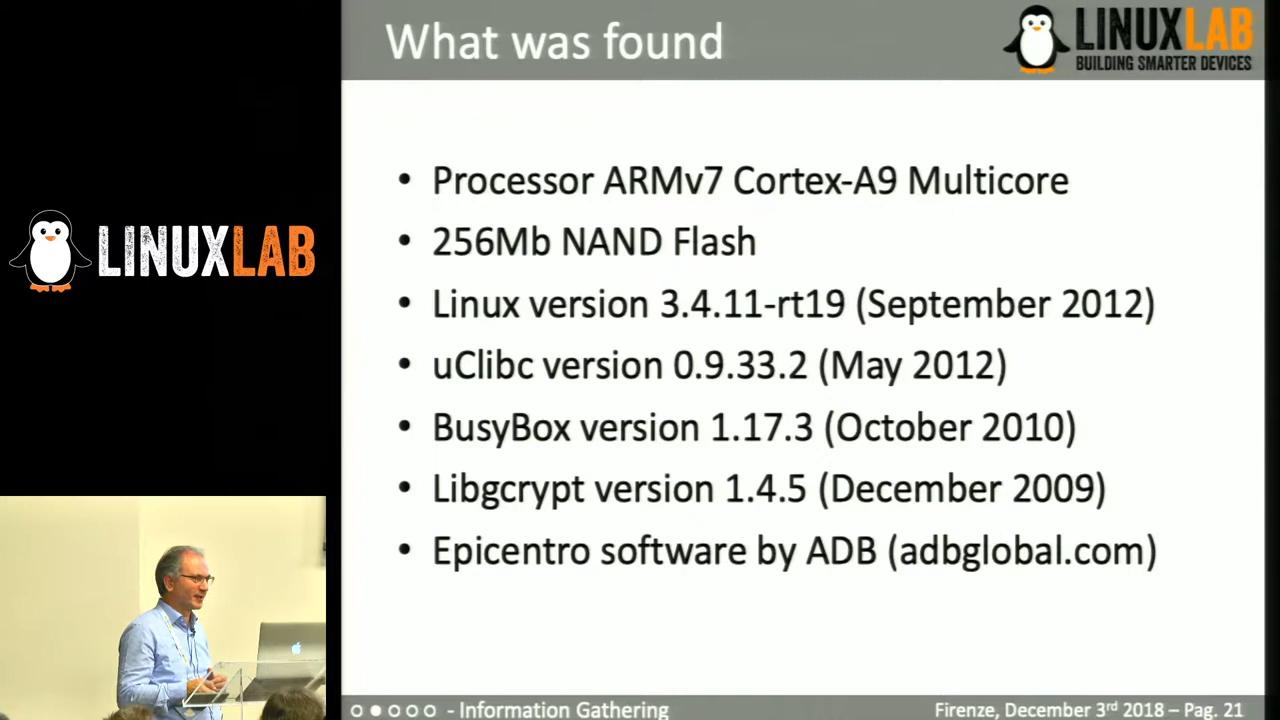 What was found
LINUXLAB
BUILDING SMARTER DEVICES
• Processor ARMv7 Cortex-A9 Multicore
• 256Mb NAND Flash
LINUXLAB
• Linux version 3.4.11-rt19 (September 2012)
• uClibc version 0.9.33.2 (May 2012)
• BusyBox version 1.17.3 (October 2010)
• Libgcrypt version 1.4.5 (December 2009)
• Epicentro software by ADB (adbglobal.com)
- Information Gathering
Firenze, December 3rd 2018 – Pag. 21